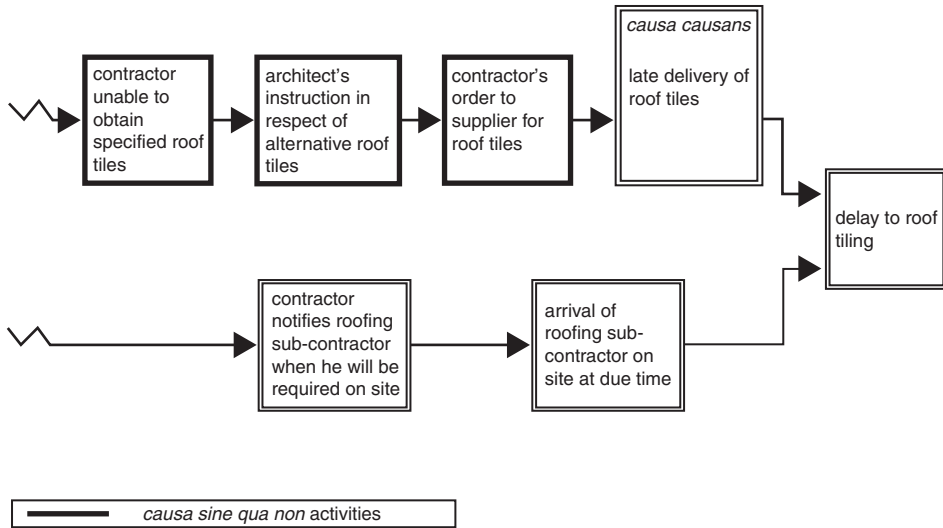 contractor
unable to
obtain
specified roof
tiles
architect's
instruction in
respect of
alternative roof
tiles
contractor's
order to
supplier for
roof tiles
causa causans
late delivery of
roof tiles
delay to roof
tiling
contractor
notifies roofing
sub-contractor
when he will be
required on site
arrival of
roofing sub-
contractor on
site at due time
causa sine qua non activities